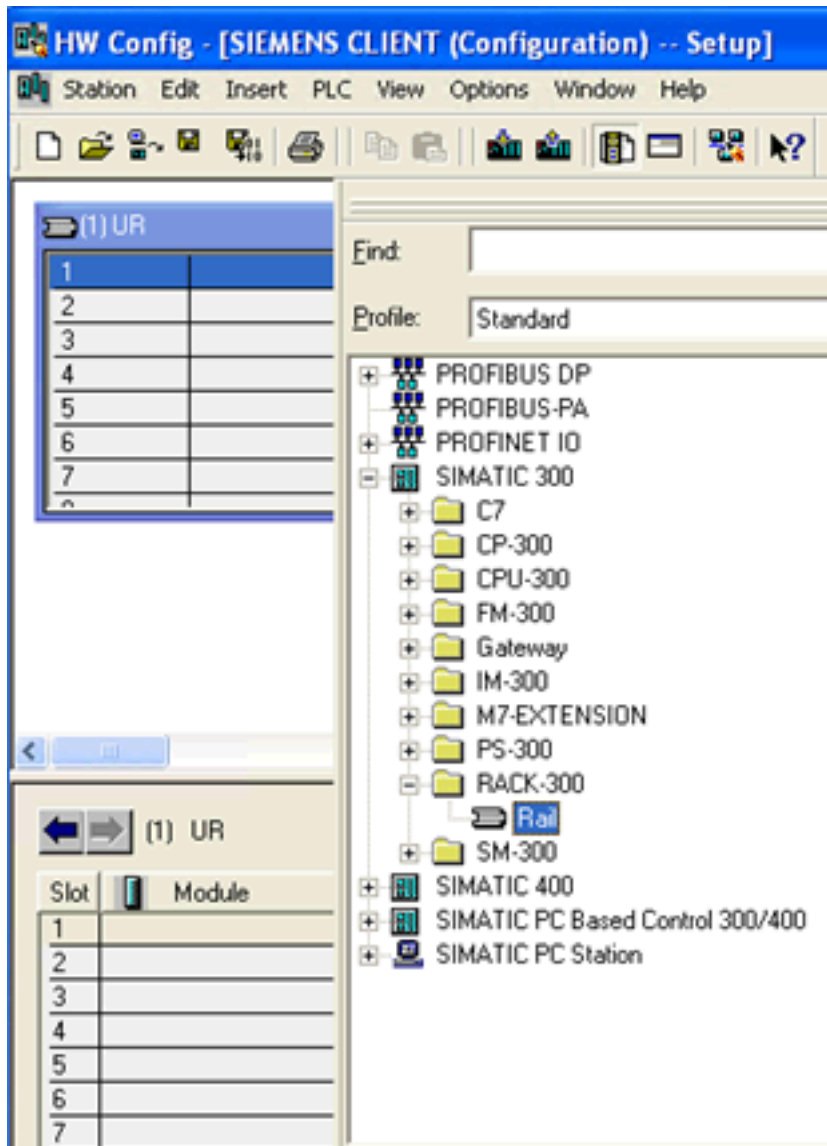 HW Config - [SIEMENS CLIENT (Configuration) -- Setup]
Station Edit Insert PLC View Options Window Help
(1) UR
1
2
3
4
5
6
7
Find:
Profile: Standard
PROFIBUS DP
PROFIBUS-PA
PROFINET IO
SIMATIC 300
C7
CP-300
CPU-300
FM-300
Gateway
IM-300
M7-EXTENSION
PS-300
RACK-300
Rail
SM-300
SIMATIC 400
SIMATIC PC Based Control 300/400
SIMATIC PC Station
(1) UR
Slot Module
1
2
3
4
5
6
7